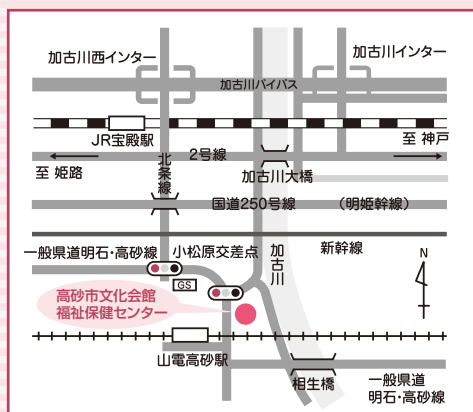 加古川西インター
加古川インター
加古川バイパス
JR宝殿駅
至 神戸
2号線
北条線
至 姫路
加古川大橋
国道250号線
(明姫幹線)
一般県道明石・高砂線
小松原交差点
加古川
新幹線
N
GS
高砂市文化会館
福祉保健センター
山電高砂駅
相生橋
一般県道
明石・高砂線